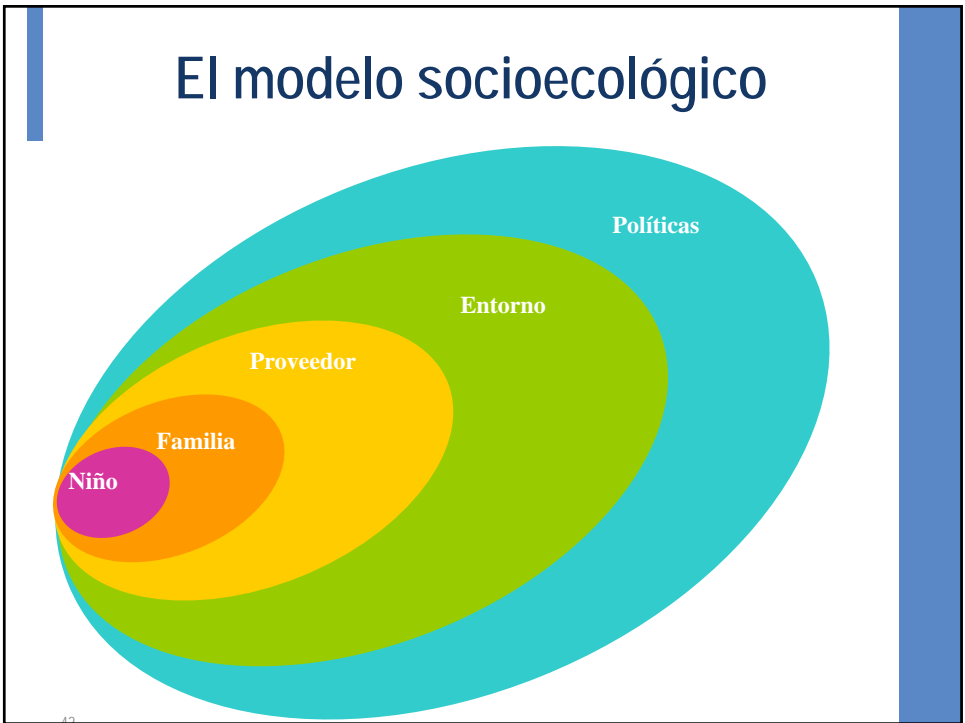 El modelo socioecológico
Políticas
Entorno
Proveedor
Familia
Niño